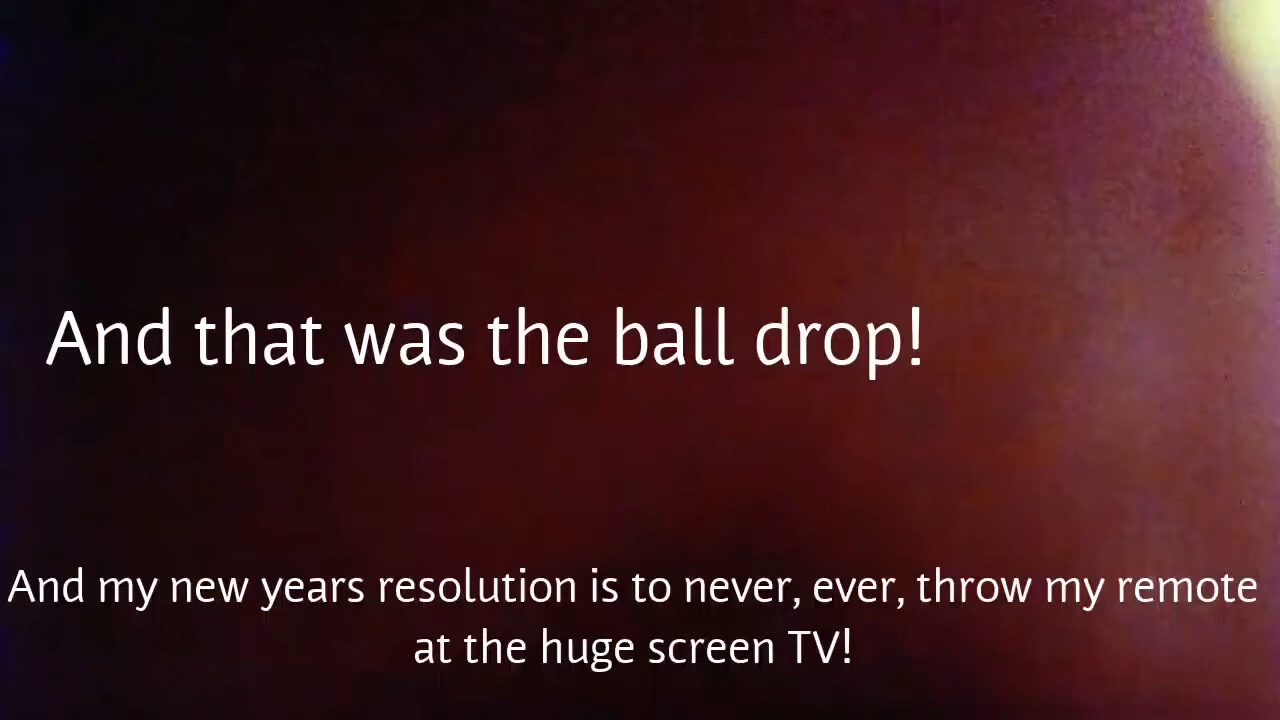 And that was the ball drop!
And my new years resolution is to never, ever, throw my remote
at the huge screen TV!